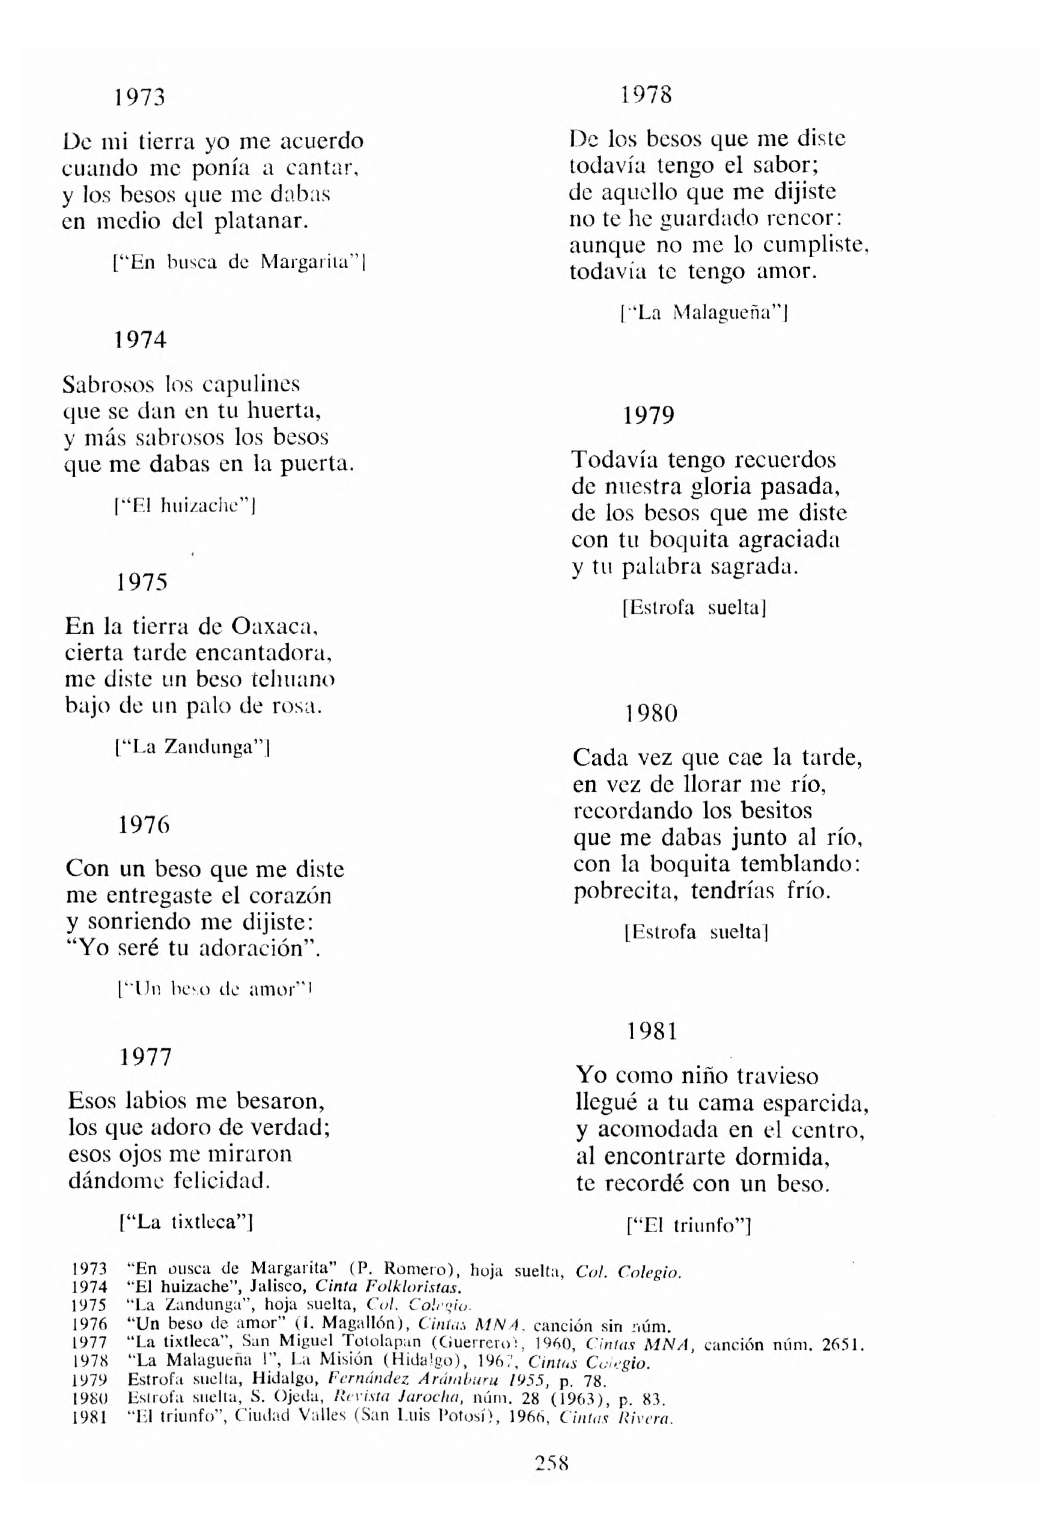 1973
De mi tierra yo me acuerdo
cuando me ponía a cantar,
y los besos que me dabas
en medio del platanar.
["En busca de Margarita"]
1974
Sabrosos los capulines
que se dan en tu huerta,
y más sabrosos los besos
que me dabas en la puerta.
["El huizache"]
1975
En la tierra de Oaxaca,
cierta tarde encantadora,
me diste un beso tehuano
bajo de un palo de rosa.
["La Zandunga"]
1976
Con un beso que me diste
me entregaste el corazón
y sonriendo me dijiste:
"Yo seré tu adoración".
["Un beso de amor"]
1977
Esos labios me besaron,
los que adoro de verdad;
esos ojos me miraron
dándome felicidad.
["La tixtleca"]
1978
De los besos que me diste
todavía tengo el sabor;
de aquello que me dijiste
no te he guardado rencor:
aunque no me lo cumpliste,
todavía te tengo amor.
["La Malagueña"]
1979
Todavía tengo recuerdos
de nuestra gloria pasada,
de los besos que me diste
con tu boquita agraciada
y tu palabra sagrada.
[Estrofa suelta]
1980
Cada vez que cae la tarde,
en vez de llorar me río,
recordando los besitos
que me dabas junto al río,
con la boquita temblando:
pobrecita, tendrías frío.
[Estrofa suelta]
1981
Yo como niño travieso
llegué a tu cama esparcida,
y acomodada en el centro,
al encontrarte dormida,
te recordé con un beso.
["El triunfo"]
1973 "En busca de Margarita" (P. Romero), hoja suelta, Col. Colegio.
1974 "El huizache", Jalisco, Cinta Folkloristas.
1975 "La Zandunga", hoja suelta, Col. Colegio.
1976 "Un beso de amor" (I. Magallón), Cintas MNA, canción sin núm.
1977 "La tixtleca", San Miguel Totolapan (Guerrero), 1960, Cintas MNA, canción núm. 2651.
1978 "La Malagueña I", La Misión (Hidalgo), Cintas Colegio.
1979 Estrofa suelta, Hidalgo, Fernández Arámburu 1955, p. 78.
1980 Estrofa suelta, S. Ojeda, Revista Jarocha, núm. 28 (1963), p. 83.
1981 "El triunfo", Ciudad Valles (San Luis Potosí), 1966, Cintas Rivera.
258